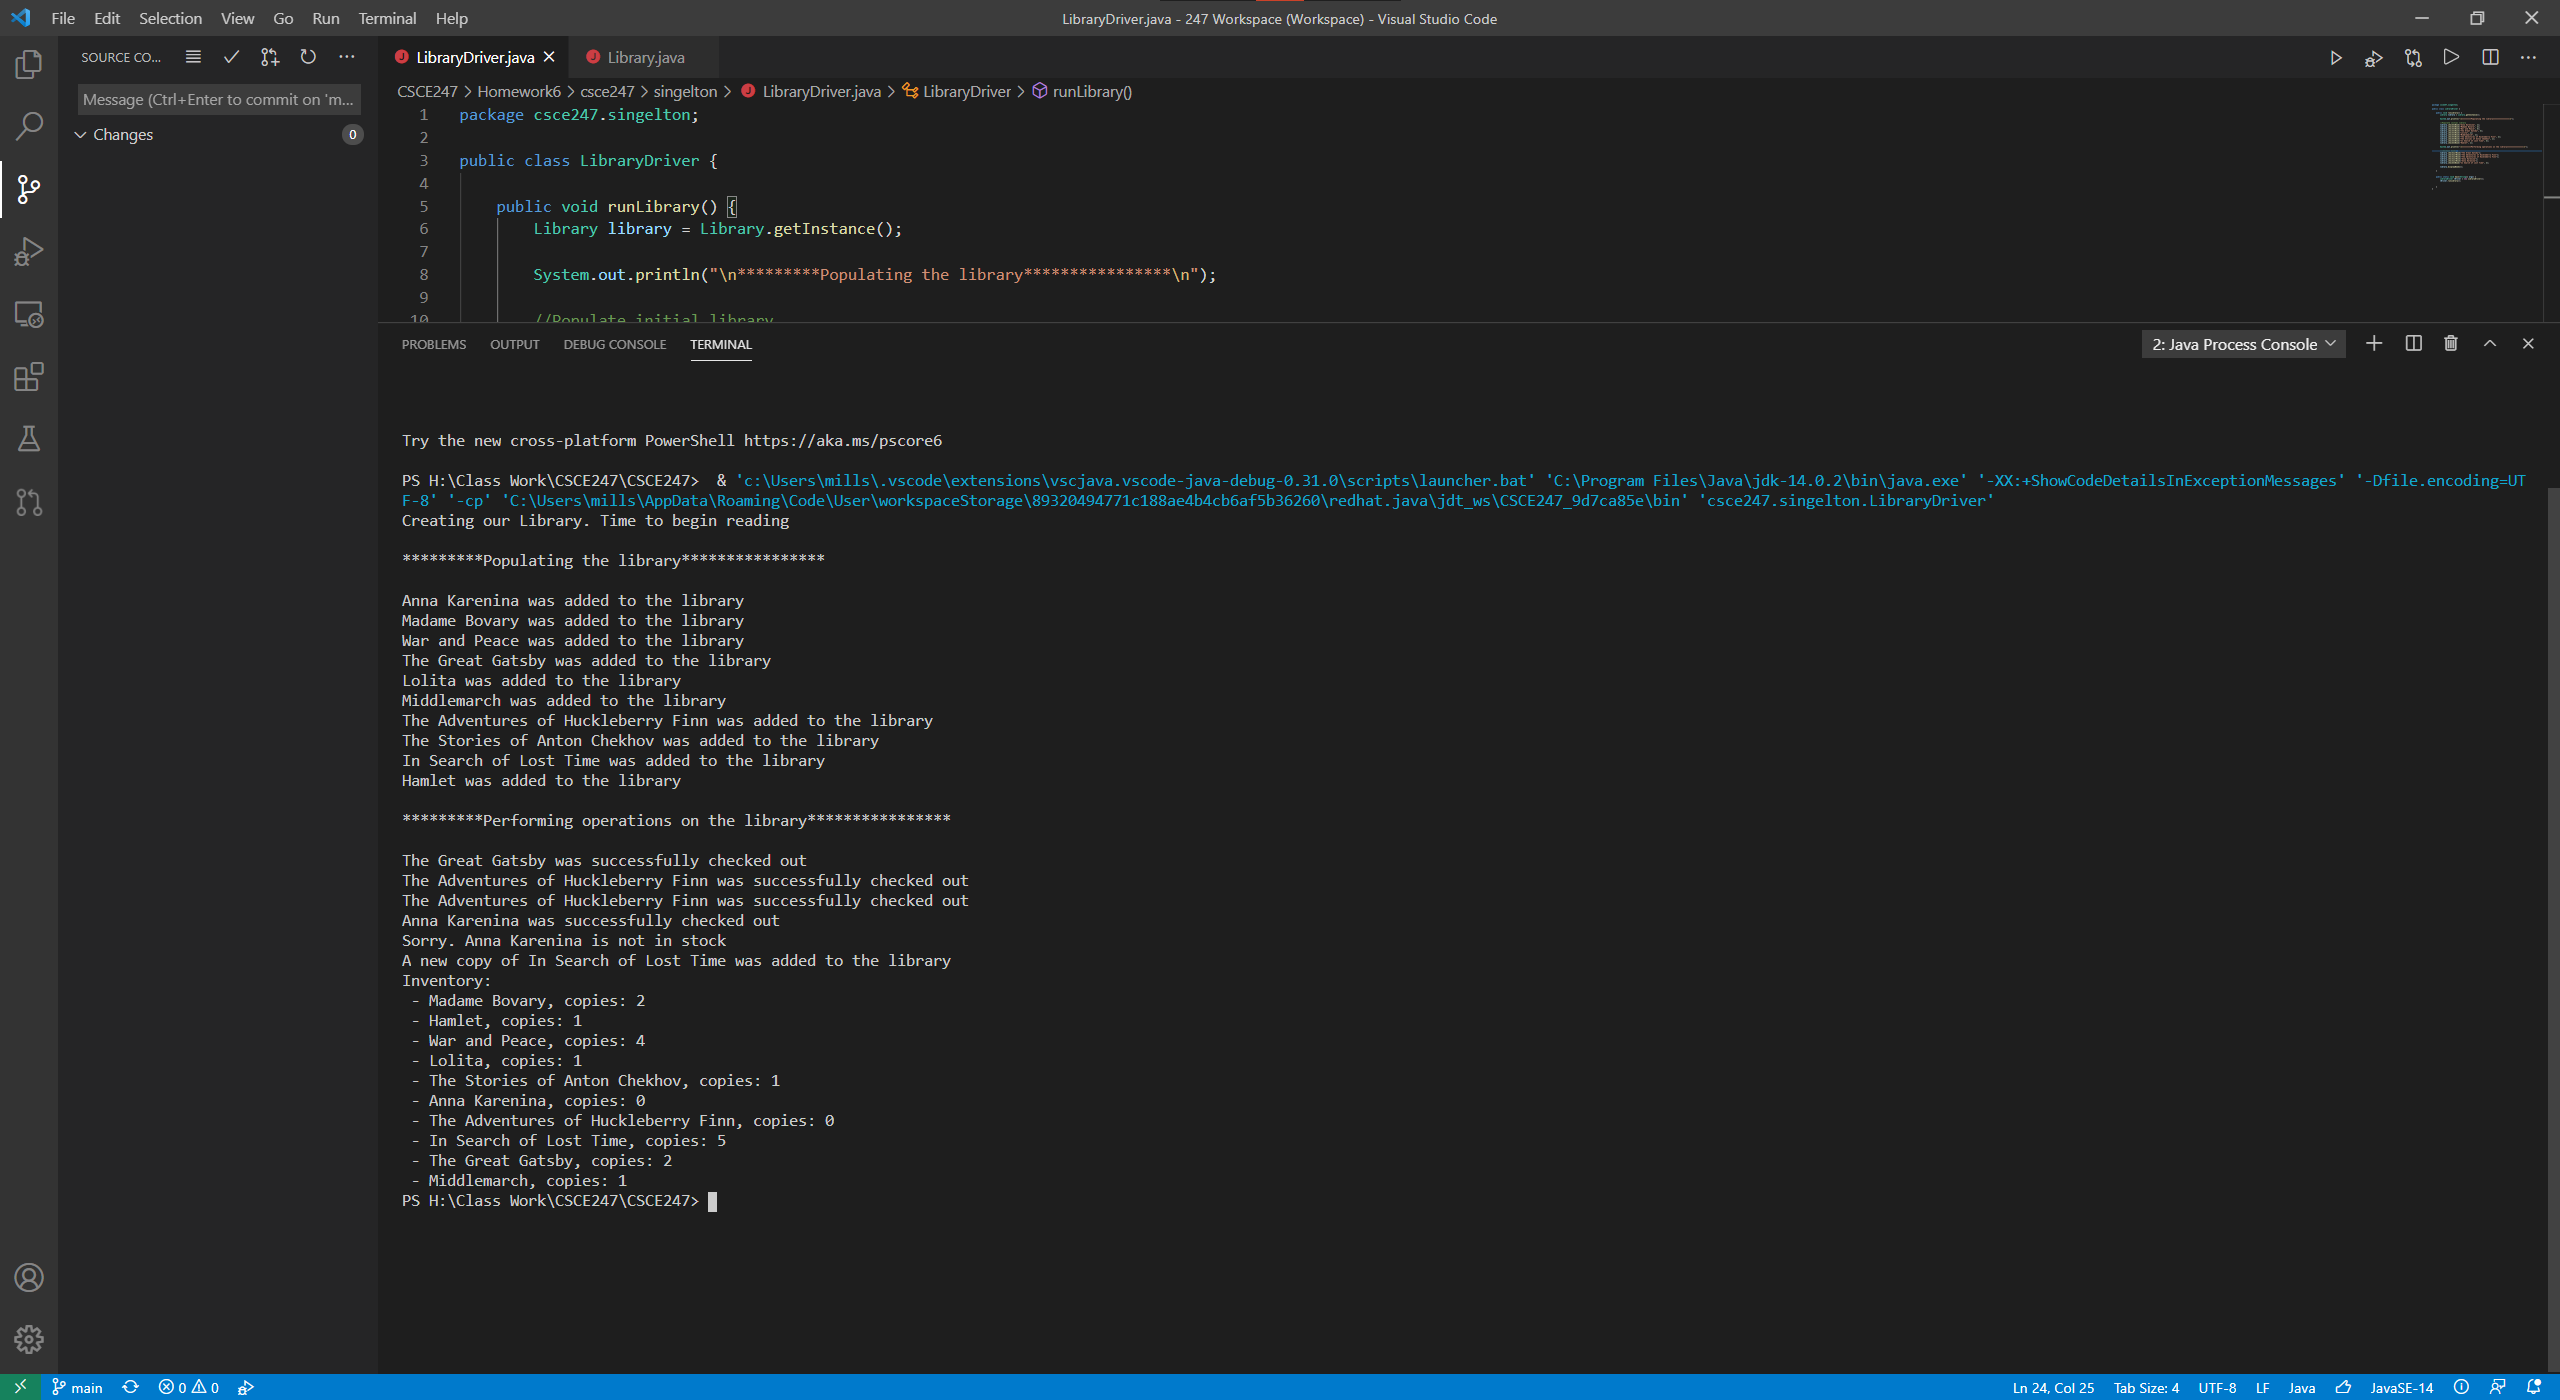 File Edit Selection View Go Run Terminal Help
LibraryDriver.java - 247 Workspace (Workspace) - Visual Studio Code
SOURCE CO...
Message (Ctrl+Enter to commit on 'm...
Changes 0
LibraryDriver.java Library.java
CSCE247 > Homework6 > csce247 > singelton > LibraryDriver.java > LibraryDriver > runLibrary()
1 package csce247.singelton;
2
3 public class LibraryDriver {
4
5 public void runLibrary() {
6 Library library = Library.getInstance();
7
8 System.out.println("\n*********Populating the library****************\n");
9
10 //Populate initial library
PROBLEMS OUTPUT DEBUG CONSOLE TERMINAL
2: Java Process Console
Try the new cross-platform PowerShell https://aka.ms/pscore6
PS H:\Class Work\CSCE247\CSCE247>  & 'c:\Users\mills\.vscode\extensions\vscjava.vscode-java-debug-0.31.0\scripts\launcher.bat' 'C:\Program Files\Java\jdk-14.0.2\bin\java.exe' '-XX:+ShowCodeDetailsInExceptionMessages' '-Dfile.encoding=UT
F-8' '-cp' 'C:\Users\mills\AppData\Roaming\Code\User\workspaceStorage\89320494771c188ae4b4cb6af5b36260\redhat.java\jdt_ws\CSCE247_9d7ca85e\bin' 'csce247.singelton.LibraryDriver'
Creating our Library. Time to begin reading
*********Populating the library****************
Anna Karenina was added to the library
Madame Bovary was added to the library
War and Peace was added to the library
The Great Gatsby was added to the library
Lolita was added to the library
Middlemarch was added to the library
The Adventures of Huckleberry Finn was added to the library
The Stories of Anton Chekhov was added to the library
In Search of Lost Time was added to the library
Hamlet was added to the library
*********Performing operations on the library****************
The Great Gatsby was successfully checked out
The Adventures of Huckleberry Finn was successfully checked out
The Adventures of Huckleberry Finn was successfully checked out
Anna Karenina was successfully checked out
Sorry. Anna Karenina is not in stock
A new copy of In Search of Lost Time was added to the library
Inventory:
- Madame Bovary, copies: 2
- Hamlet, copies: 1
- War and Peace, copies: 4
- Lolita, copies: 1
- The Stories of Anton Chekhov, copies: 1
- Anna Karenina, copies: 0
- The Adventures of Huckleberry Finn, copies: 0
- In Search of Lost Time, copies: 5
- The Great Gatsby, copies: 2
- Middlemarch, copies: 1
PS H:\Class Work\CSCE247\CSCE247>
main 0 0
Ln 24, Col 25 Tab Size: 4 UTF-8 LF Java JavaSE-14